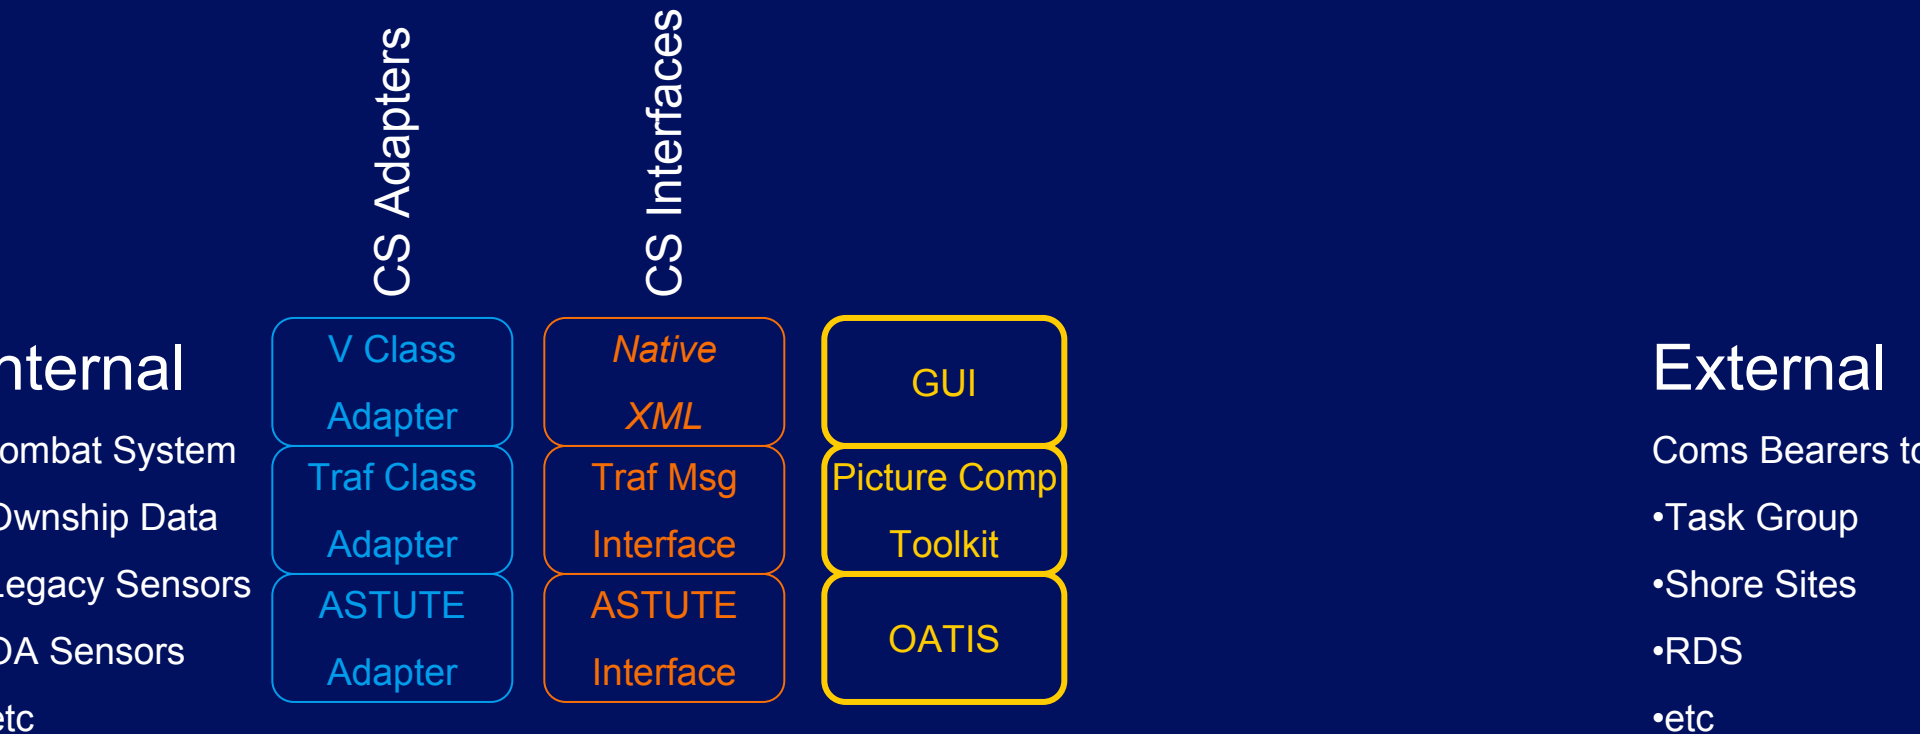 CS Adapters
CS Interfaces
nternal
ombat System
Ownship Data
Legacy Sensors
OA Sensors
etc
V Class
Adapter
Traf Class
Adapter
ASTUTE
Adapter
Native
XML
Traf Msg
Interface
ASTUTE
Interface
GUI
Picture Comp
Toolkit
OATIS
External
Coms Bearers to
•Task Group
•Shore Sites
•RDS
•etc